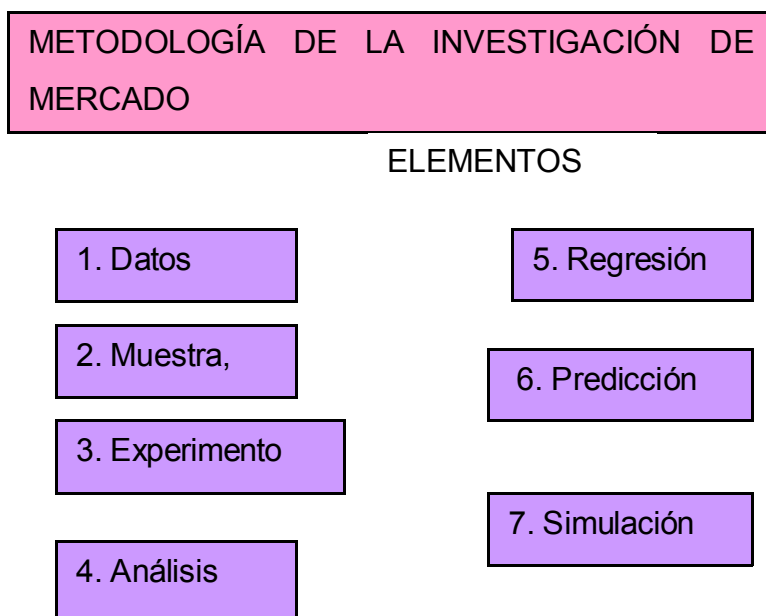 METODOLOGÍA DE LA INVESTIGACIÓN DE
MERCADO
ELEMENTOS
1. Datos
2. Muestra,
3. Experimento
4. Análisis
5. Regresión
6. Predicción
7. Simulación